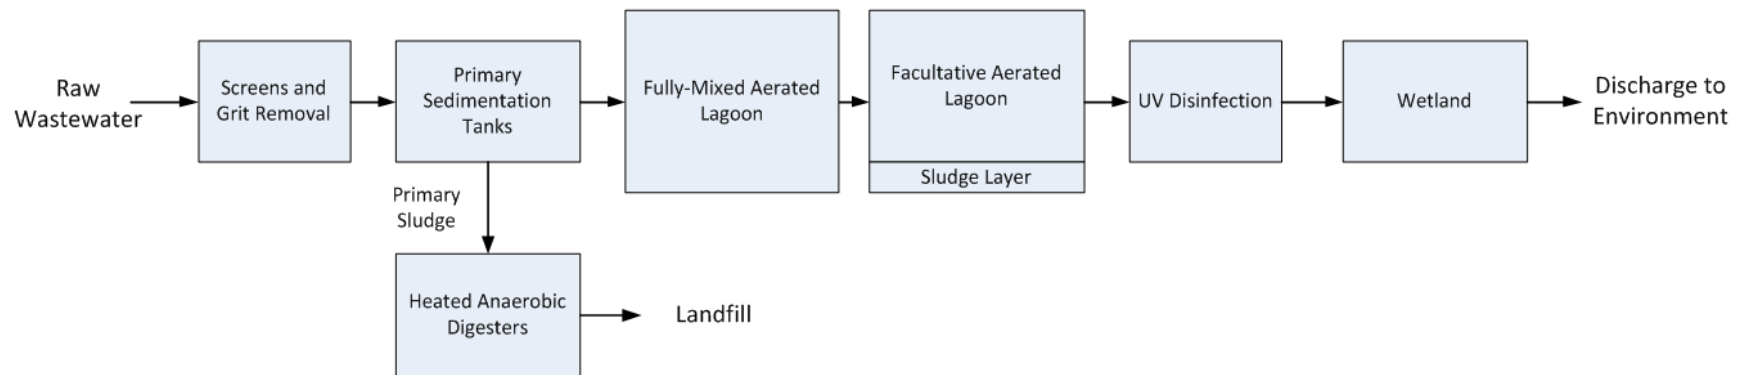 Raw
Wastewater
Screens and
Grit Removal
Primary
Sedimentation
Tanks
Fully-Mixed Aerated
Lagoon
Facultative Aerated
Lagoon
Sludge Layer
UV Disinfection
Wetland
Discharge to
Environment
Primary
Sludge
Heated Anaerobic
Digesters
Landfill